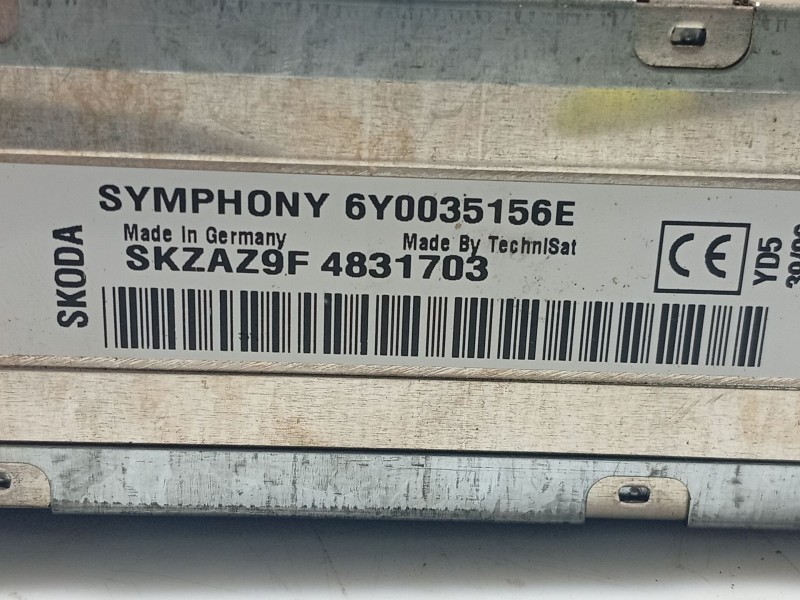 SKODA
SYMPHONY 6Y0035156E
Made In Germany Made By TechniSat
SKZAZ9F 4831703
CE
YD5